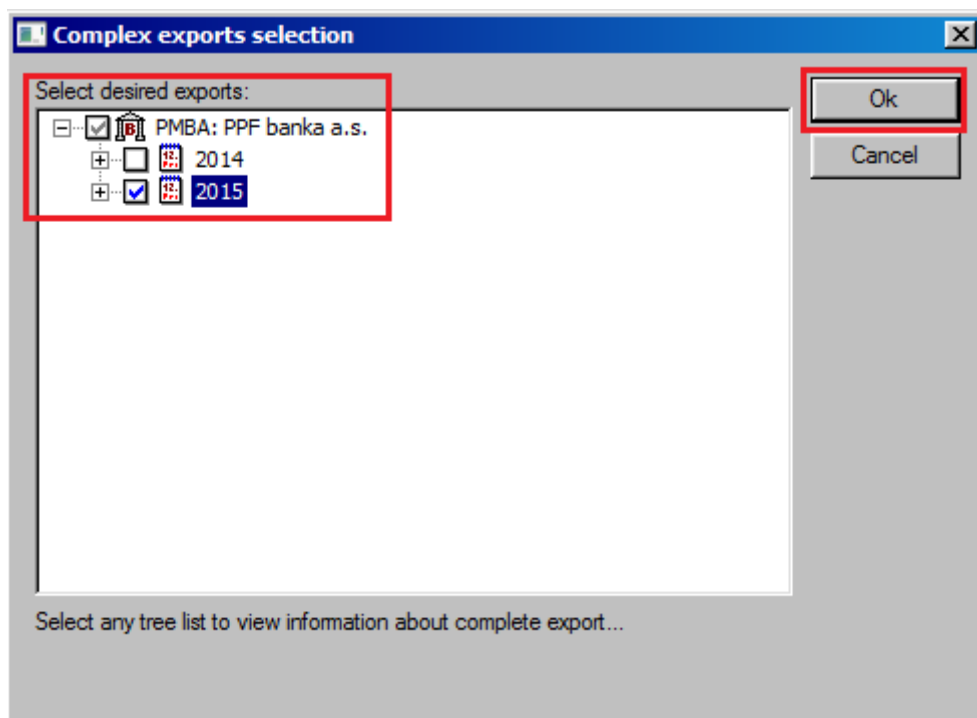 Complex exports selection
Select desired exports:
PMBA: PPF banka a.s.
2014
2015
Ok
Cancel
Select any tree list to view information about complete export...